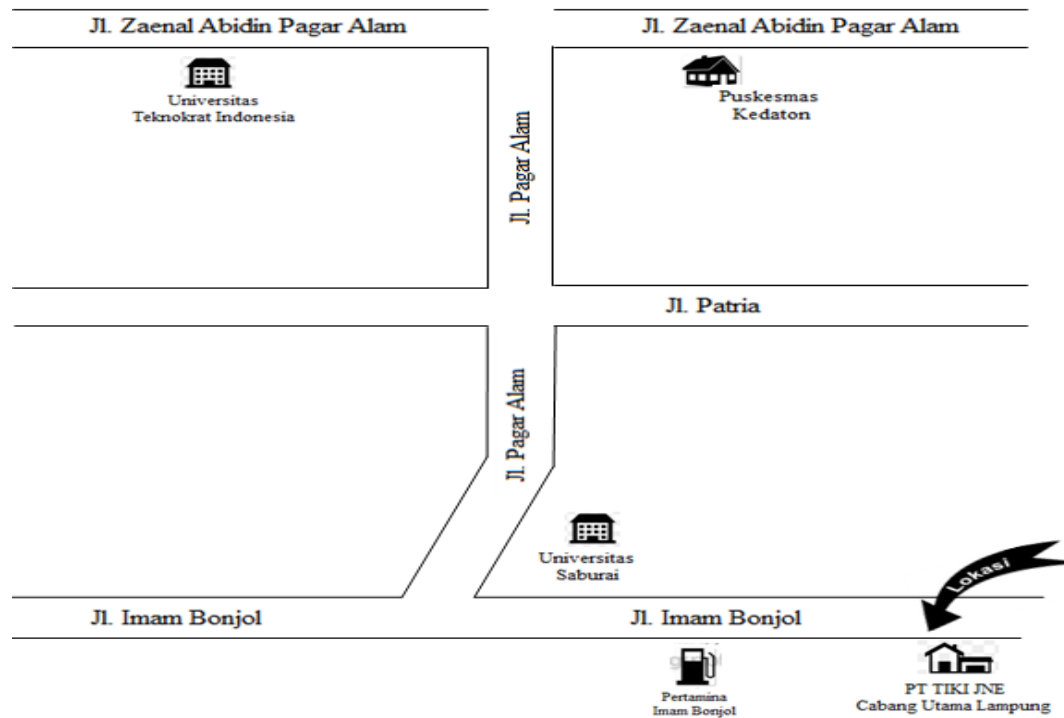 Jl. Zaenal Abidin Pagar Alam
Jl. Zaenal Abidin Pagar Alam
Universitas
Teknokrat Indonesia
Puskesmas
Kedaton
Jl. Pagar Alam
Jl. Patria
Jl. Pagar Alam
Universitas
Saburai
Lokasi
Jl. Imam Bonjol
Jl. Imam Bonjol
Pertamina
Imam Bonjol
PT TIKI JNE
Cabang Utama Lampung